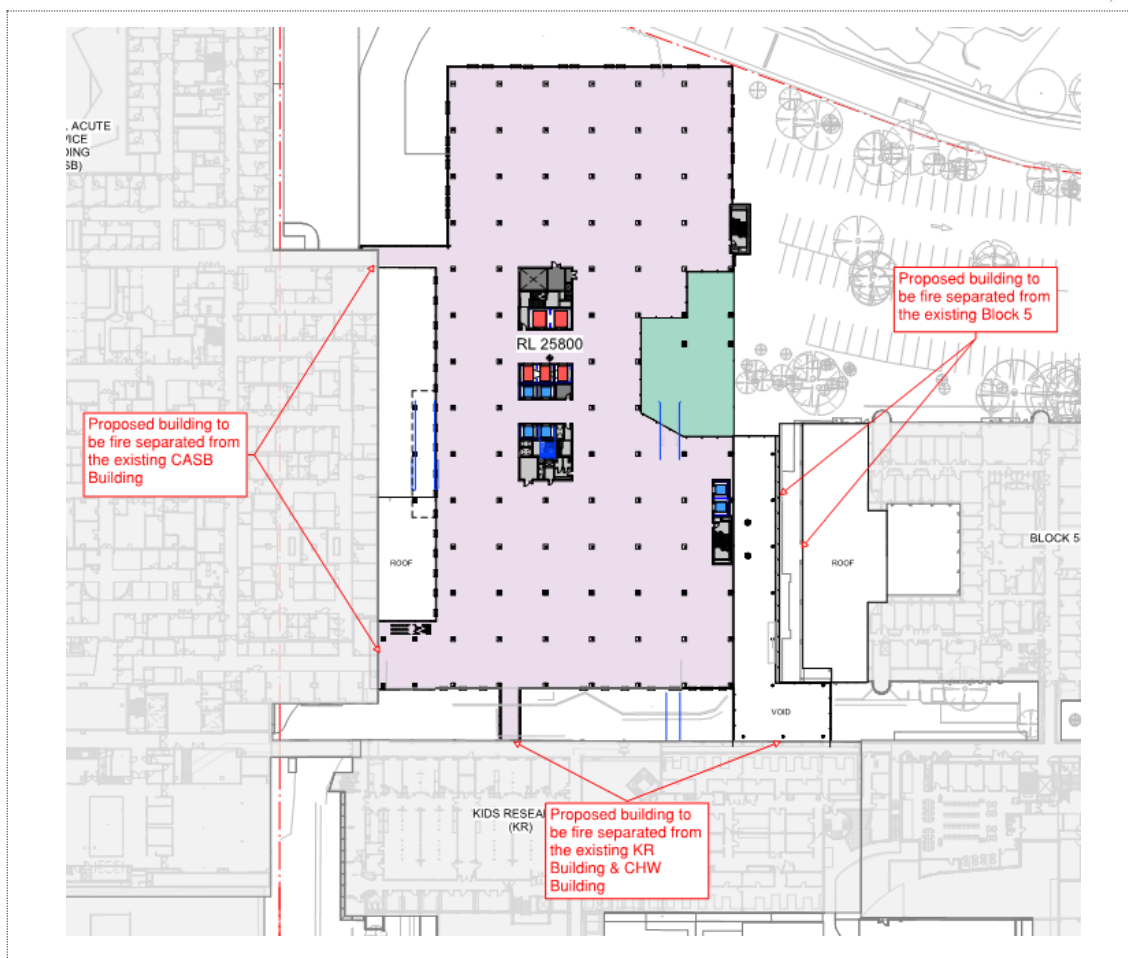 ACUTE
VICE
DING
SB)
Proposed building to
be fire separated from
the existing Block 5
RL 25800
Proposed building to
be fire separated from
the existing CASB
Building
ROOF
ROOF
BLOCK 5
VOID
KIDS RESEA
(KR)
Proposed building to
be fire separated from
the existing KR
Building & CHW
Building